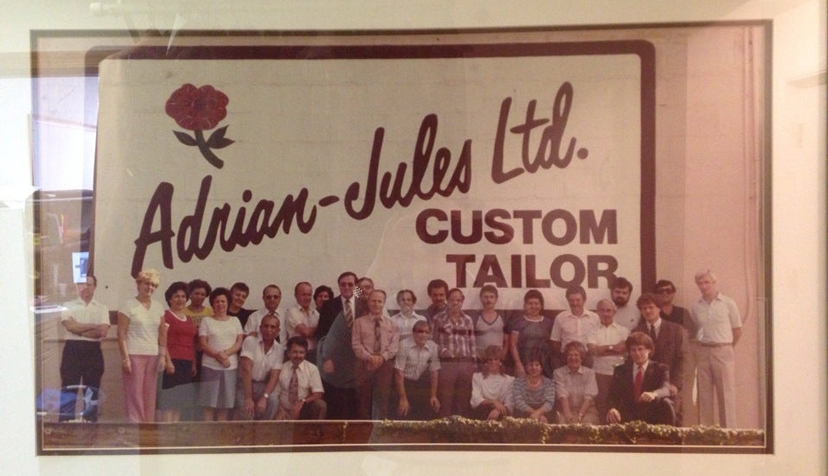 Adrian-Jules Ltd.
CUSTOM
TAILOR